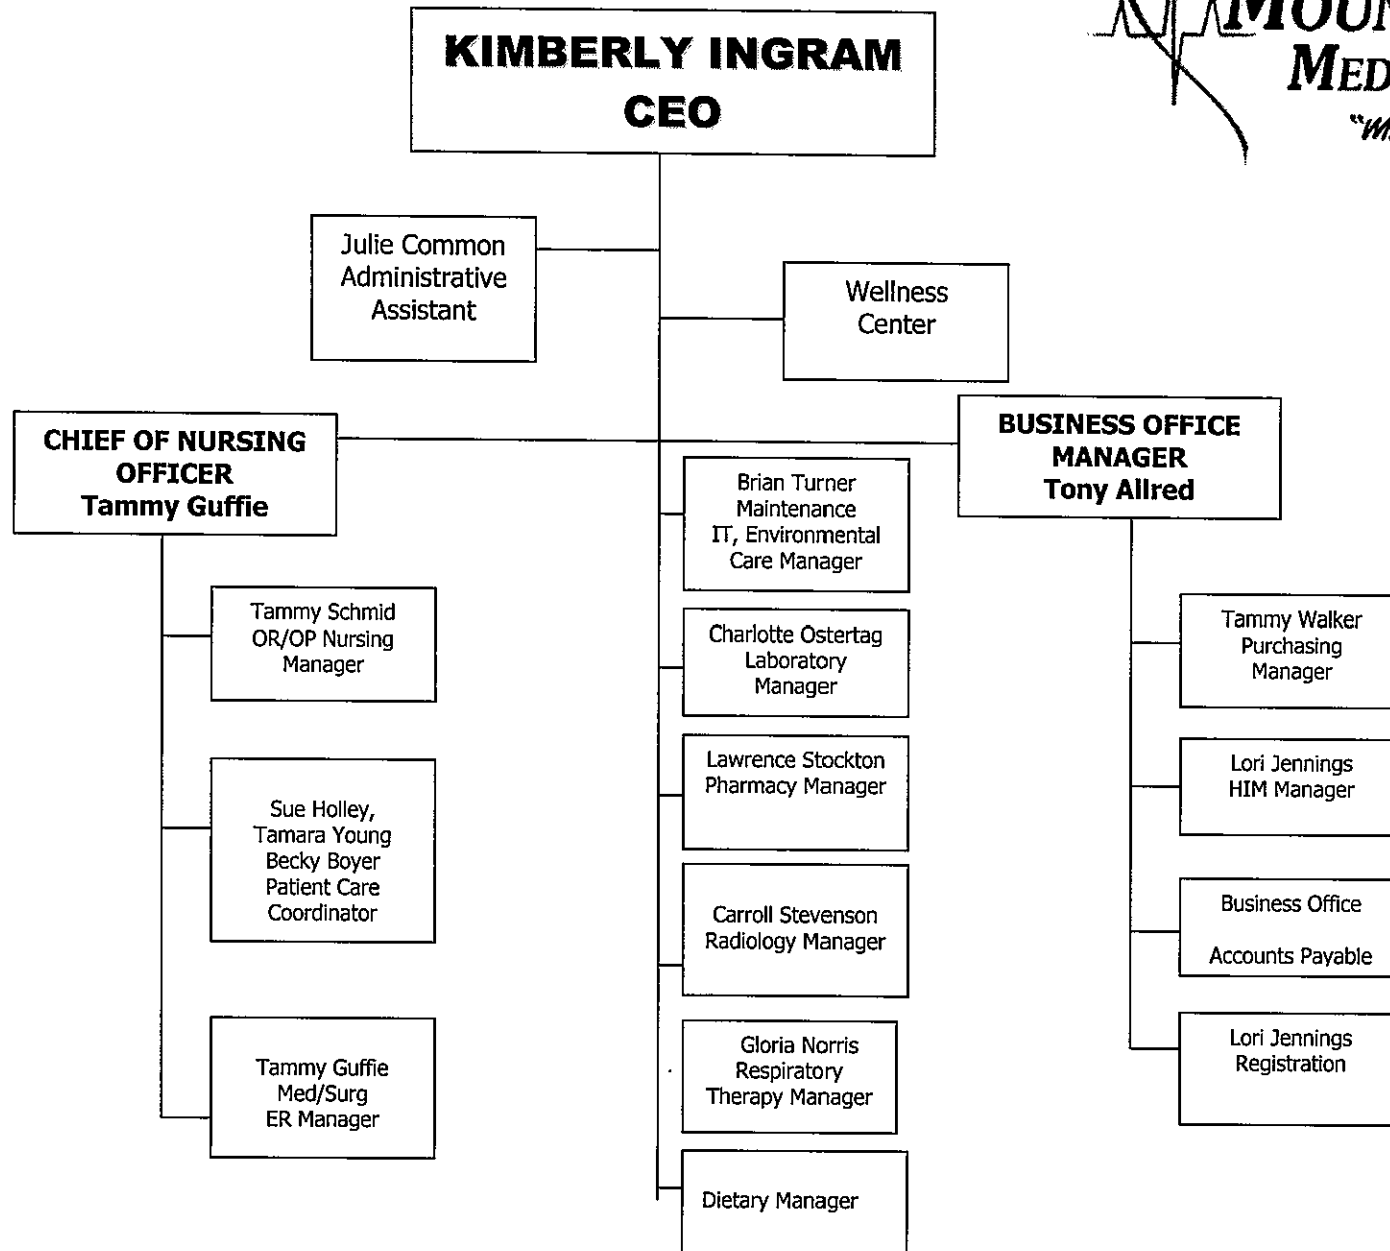 KIMBERLY INGRAM
CEO
MOUN
MED
Julie Common
Administrative
Assistant
Wellness
Center
CHIEF OF NURSING
OFFICER
Tammy Guffie
BUSINESS OFFICE
MANAGER
Tony Allred
Tammy Schmid
OR/OP Nursing
Manager
Sue Holley,
Tamara Young
Becky Boyer
Patient Care
Coordinator
Tammy Guffie
Med/Surg
ER Manager
Brian Turner
Maintenance
IT, Environmental
Care Manager
Charlotte Ostertag
Laboratory
Manager
Lawrence Stockton
Pharmacy Manager
Carroll Stevenson
Radiology Manager
Gloria Norris
Respiratory
Therapy Manager
Dietary Manager
Tammy Walker
Purchasing
Manager
Lori Jennings
HIM Manager
Business Office
Accounts Payable
Lori Jennings
Registration